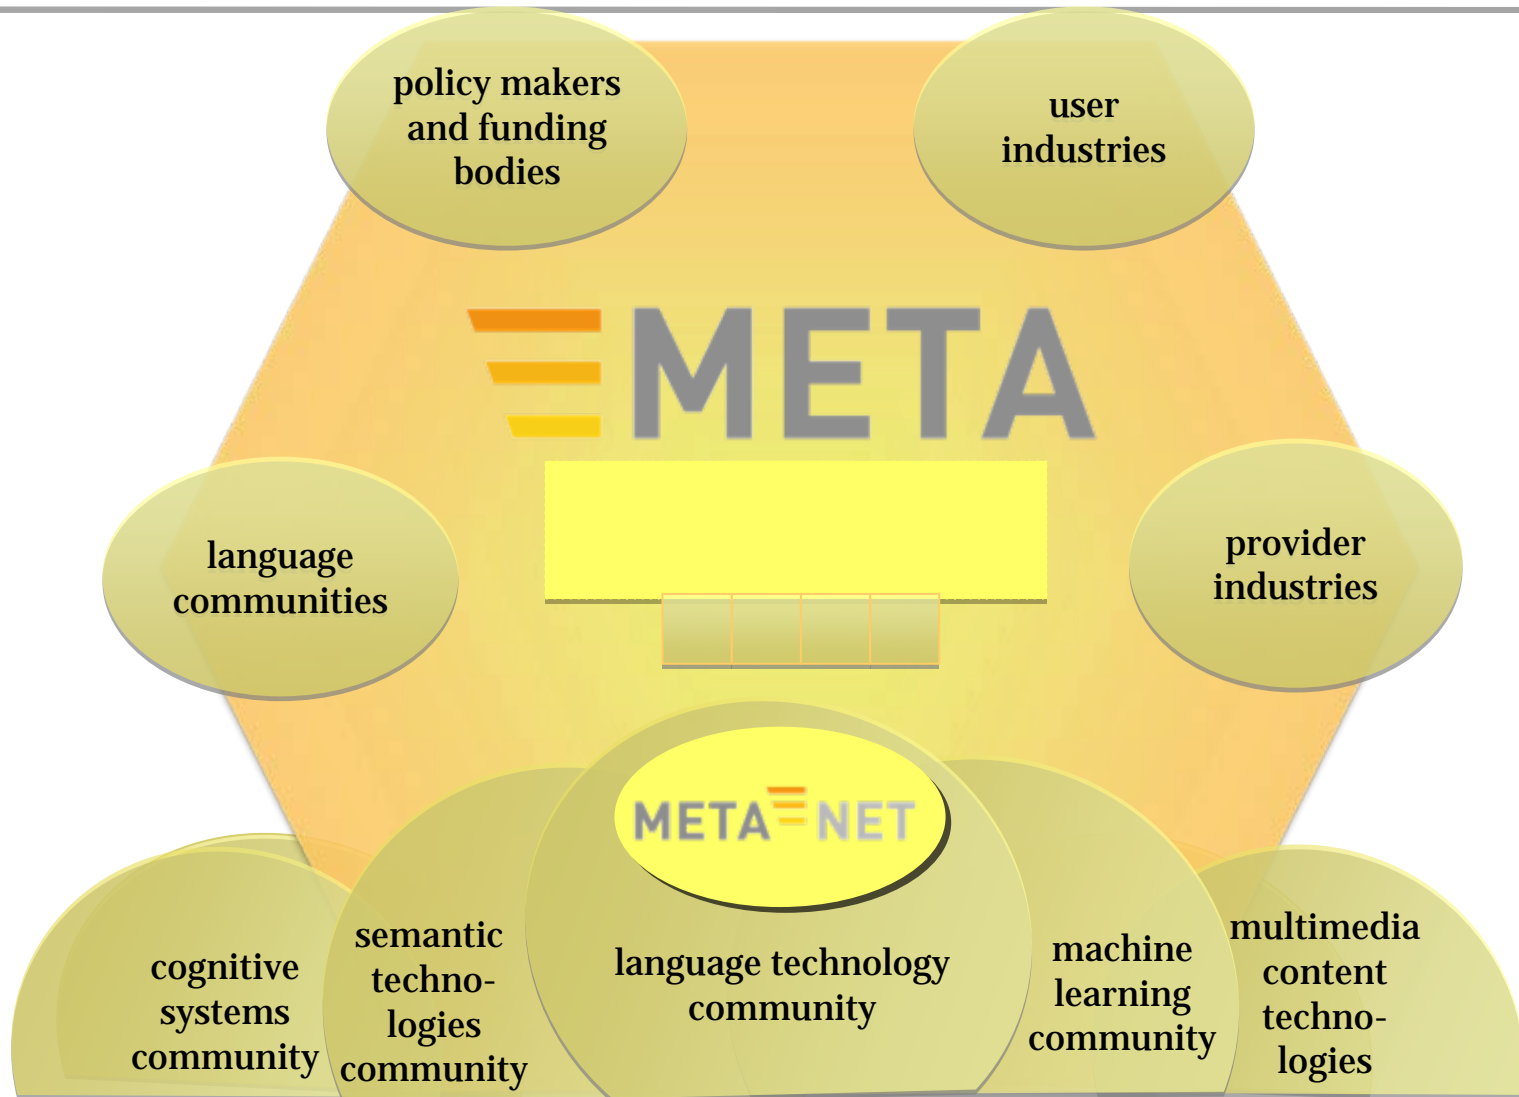 policy makers
and funding
bodies
user
industries
META
language
communities
provider
industries
META NET
cognitive
systems
community
semantic
techno-
logies
community
language technology
community
machine
learning
community
multimedia
content
techno-
logies